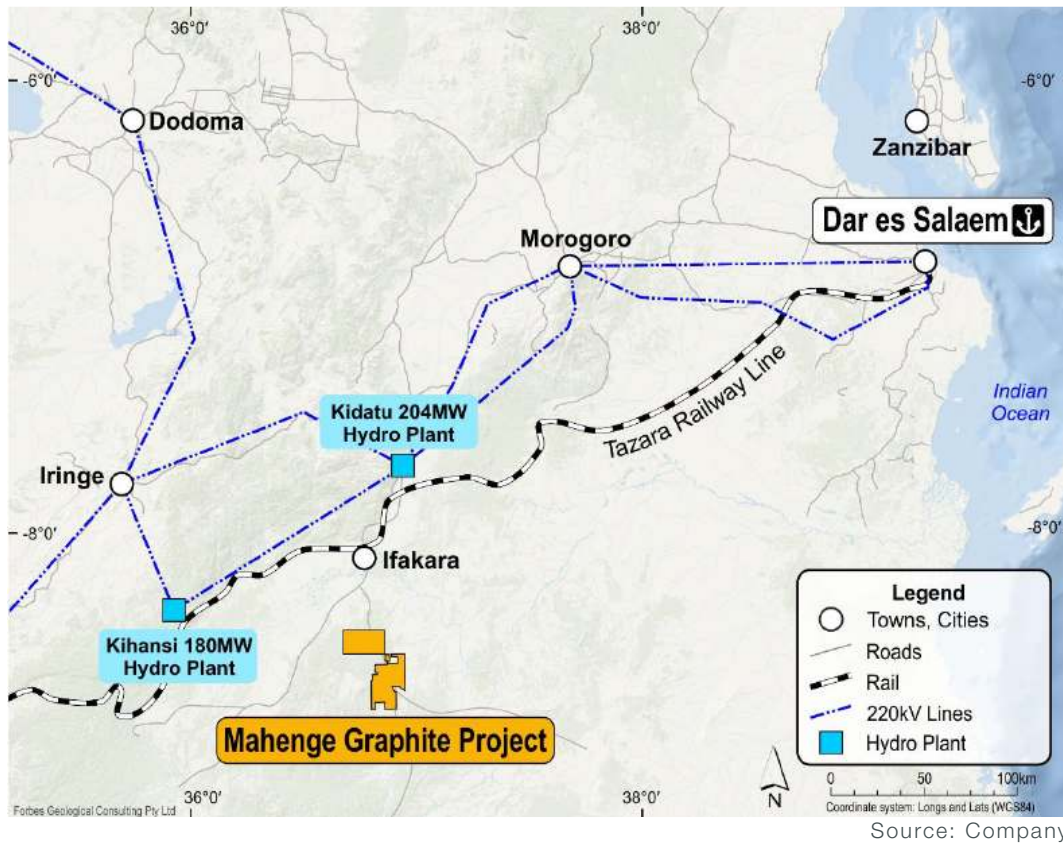 36°0'
38°0'
-6°0'
-6°0'
Dodoma
Zanzibar
Dar es Salaem
Morogoro
Tazara Railway Line
Indian
Ocean
Kidatu 204MW
Hydro Plant
Iringe
-8°0'
-8°0'
Ifakara
Kihansi 180MW
Hydro Plant
Mahenge Graphite Project
Legend
Towns, Cities
Roads
Rail
220kV Lines
Hydro Plant
0 50 100km
Coordinate system: Longs and Lats (WGS84)
N
36°0'
38°0'
Forbes Geological Consulting Pty Ltd
Source: Company